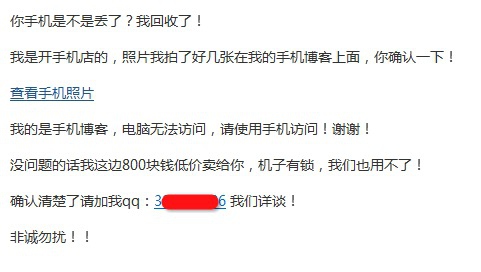 你手机是不是丢了？我回收了！
我是开手机店的，照片我拍了好几张在我的手机博客上面，你确认一下！
查看手机照片
我的是手机博客，电脑无法访问，请使用手机访问！谢谢！
没问题的话我这边800块钱低价卖给你，机子有锁，我们也用不了！
确认清楚了请加我qq：3 6 我们详谈！
非诚勿扰！！